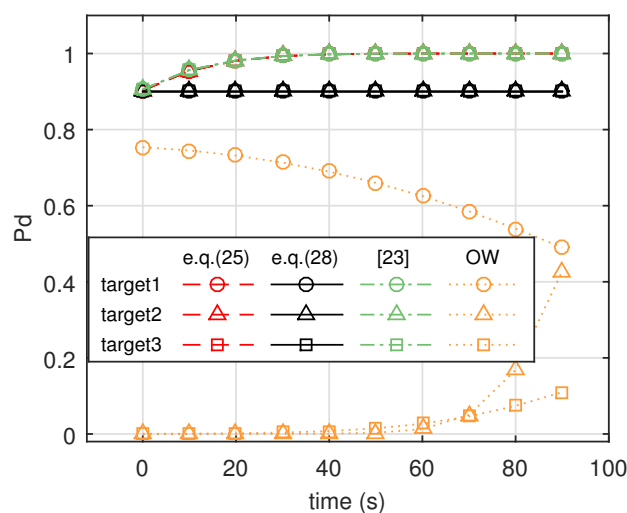 1
0.8
0.6
0.4
0.2
0
Pd
e.q.(25) e.q.(28) [23] OW
target1
target2
target3
0 20 40 60 80 100
time (s)